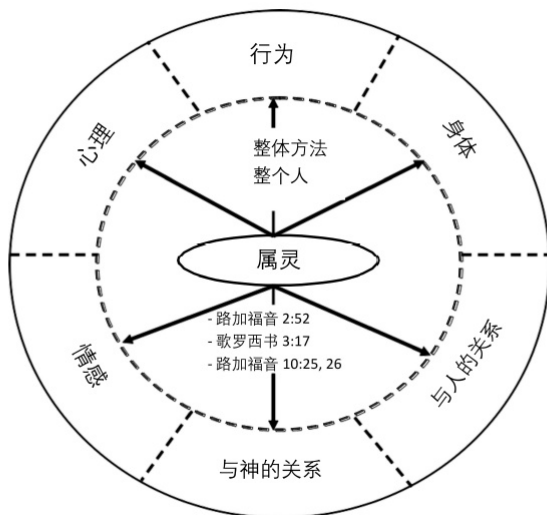 行为
心理
身体
整体方法
整个人
属灵
- 路加福音 2:52
- 歌罗西书 3:17
- 路加福音 10:25, 26
情感
与人的关系
与神的关系